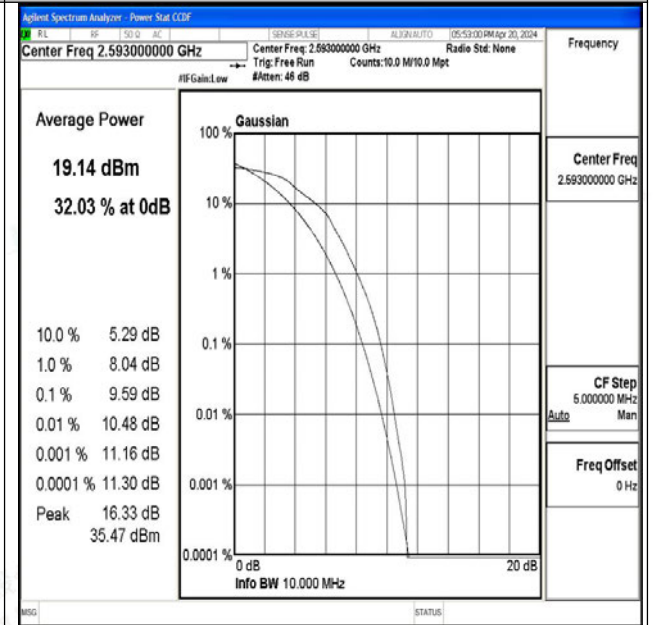 Agilent Spectrum Analyzer - Power Stat CCDF
RL RF 50 Ω AC SENSE:PULSE ALIGN AUTO 05:53:00 PM Apr 20, 2024
Center Freq 2.593000000 GHz
Center Freq: 2.593000000 GHz Radio Std: None
Trig: Free Run Counts:10.0 M/10.0 Mpt
#IFGain:Low #Atten: 46 dB
Frequency
Average Power
19.14 dBm
32.03 % at 0dB
10.0 % 5.29 dB
1.0 % 8.04 dB
0.1 % 9.59 dB
0.01 % 10.48 dB
0.001 % 11.16 dB
0.0001 % 11.30 dB
Peak 16.33 dB
35.47 dBm
Gaussian
100 %
10 %
1 %
0.1 %
0.01 %
0.001 %
0.0001 %
0 dB 20 dB
Info BW 10.000 MHz
Center Freq
2.593000000 GHz
CF Step
5.000000 MHz
Auto Man
Freq Offset
0 Hz
MSG STATUS